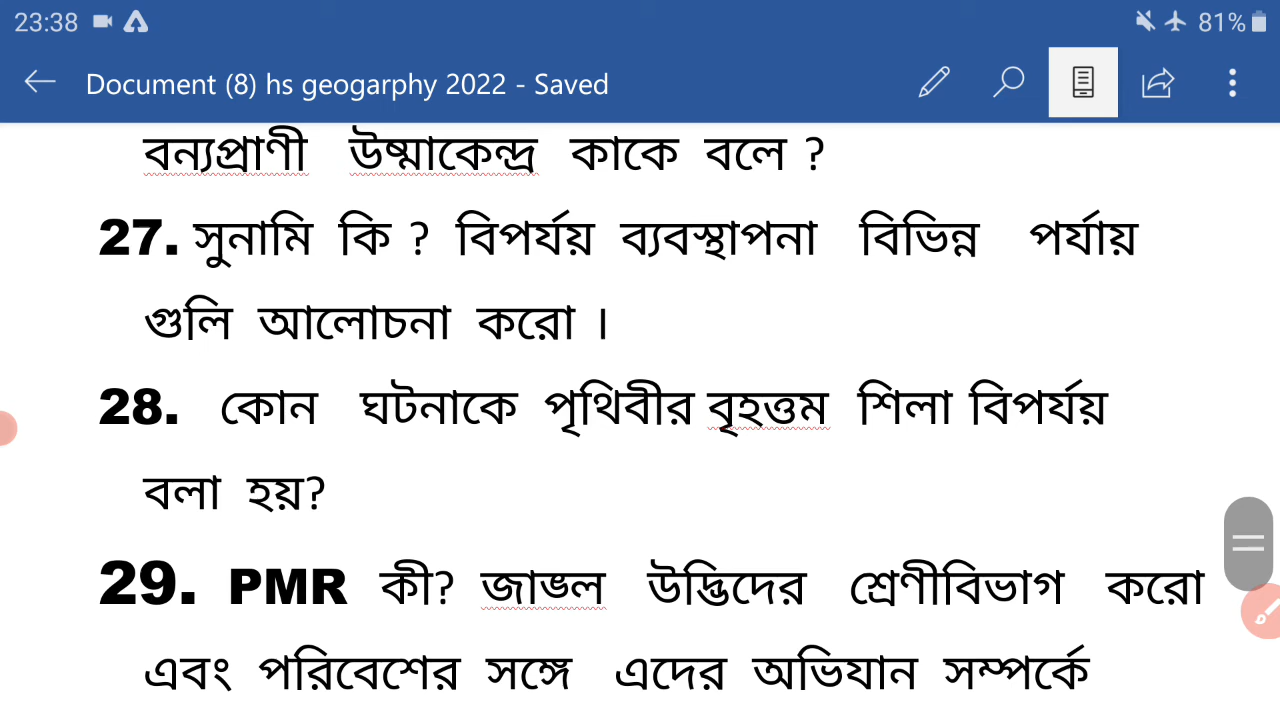 23:38 81%
Document (8) hs geogarphy 2022 - Saved
বন্যপ্রাণী উষ্মাকেন্দ্র কাকে বলে ?
27. সুনামি কি ? বিপর্যয় ব্যবস্থাপনা বিভিন্ন পর্যায়
গুলি আলোচনা করো ।
28. কোন ঘটনাকে পৃথিবীর বৃহত্তম শিলা বিপর্যয়
বলা হয়?
29. PMR কী? জাঙল উদ্ভিদের শ্রেণীবিভাগ করো
এবং পরিবেশের সঙ্গে এদের অভিযান সম্পর্কে